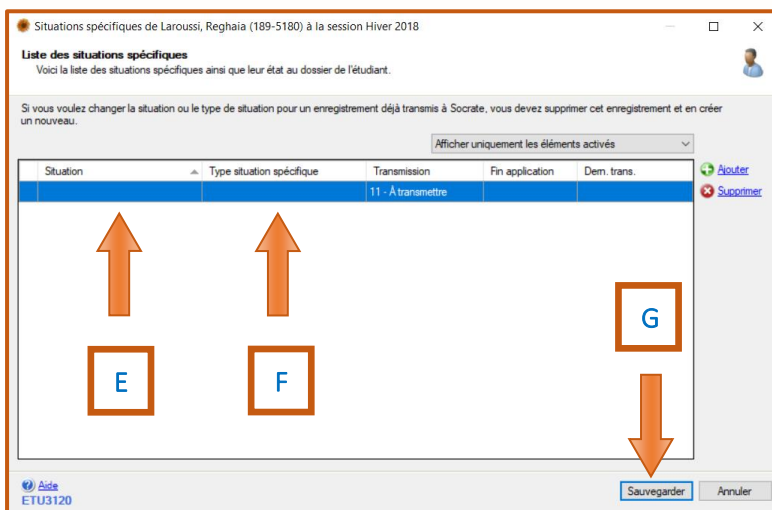 Situations spécifiques de Laroussi, Reghaia (189-5180) à la session Hiver 2018
Liste des situations spécifiques
Voici la liste des situations spécifiques ainsi que leur état au dossier de l'étudiant.
Si vous voulez changer la situation ou le type de situation pour un enregistrement déjà transmis à Socrate, vous devez supprimer cet enregistrement et en créer
un nouveau.
Afficher uniquement les éléments activés
Situation Type situation spécifique Transmission Fin application Dern. trans.
Ajouter
11 - À transmettre
Supprimer
G
E F
Aide
ETU3120
Sauvegarder Annuler